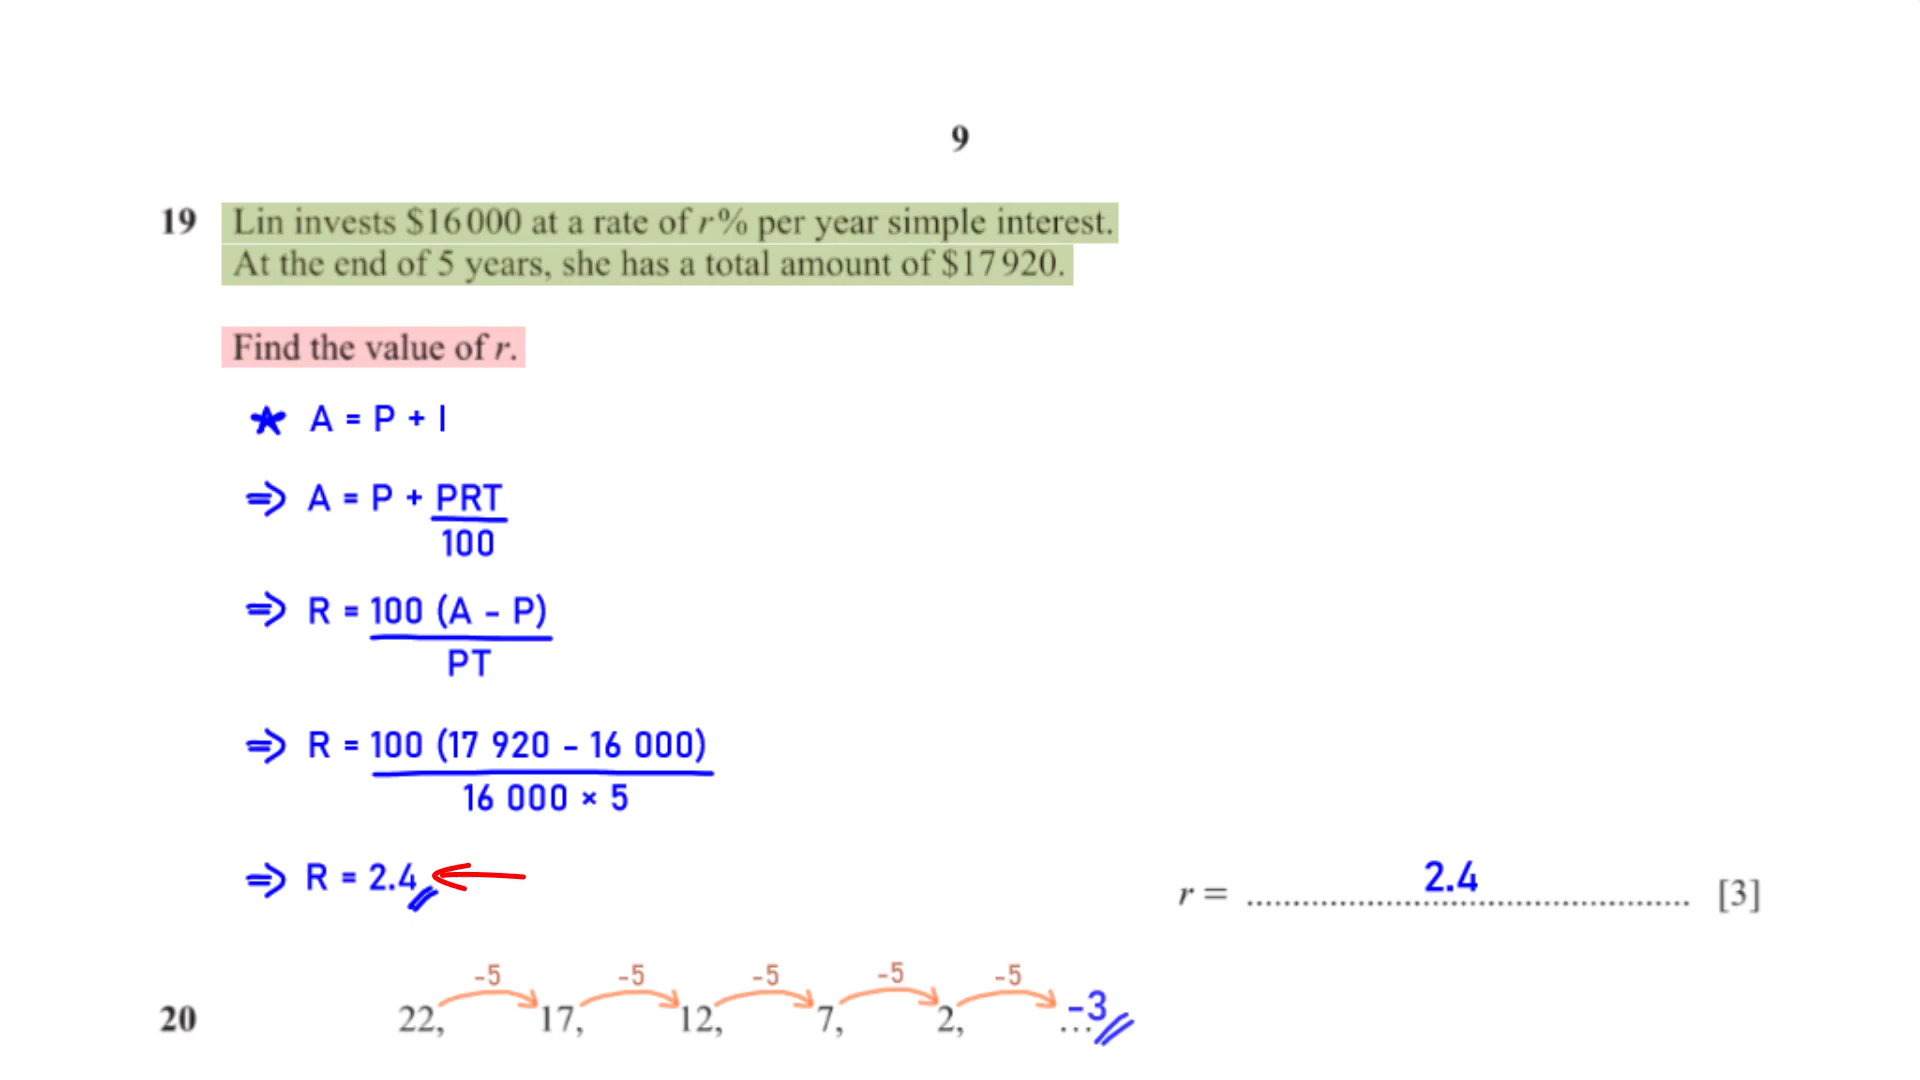 9
19 Lin invests $16 000 at a rate of r% per year simple interest.
At the end of 5 years, she has a total amount of $17 920.
Find the value of r.
★ A = P + I
⇒ A = P + PRT
100
⇒ R = 100 (A - P)
PT
⇒ R = 100 (17 920 - 16 000)
16 000 × 5
⇒ R = 2.4
r = 2.4 [3]
-5 -5 -5 -5 -5
20 22, 17, 12, 7, 2, ... -3